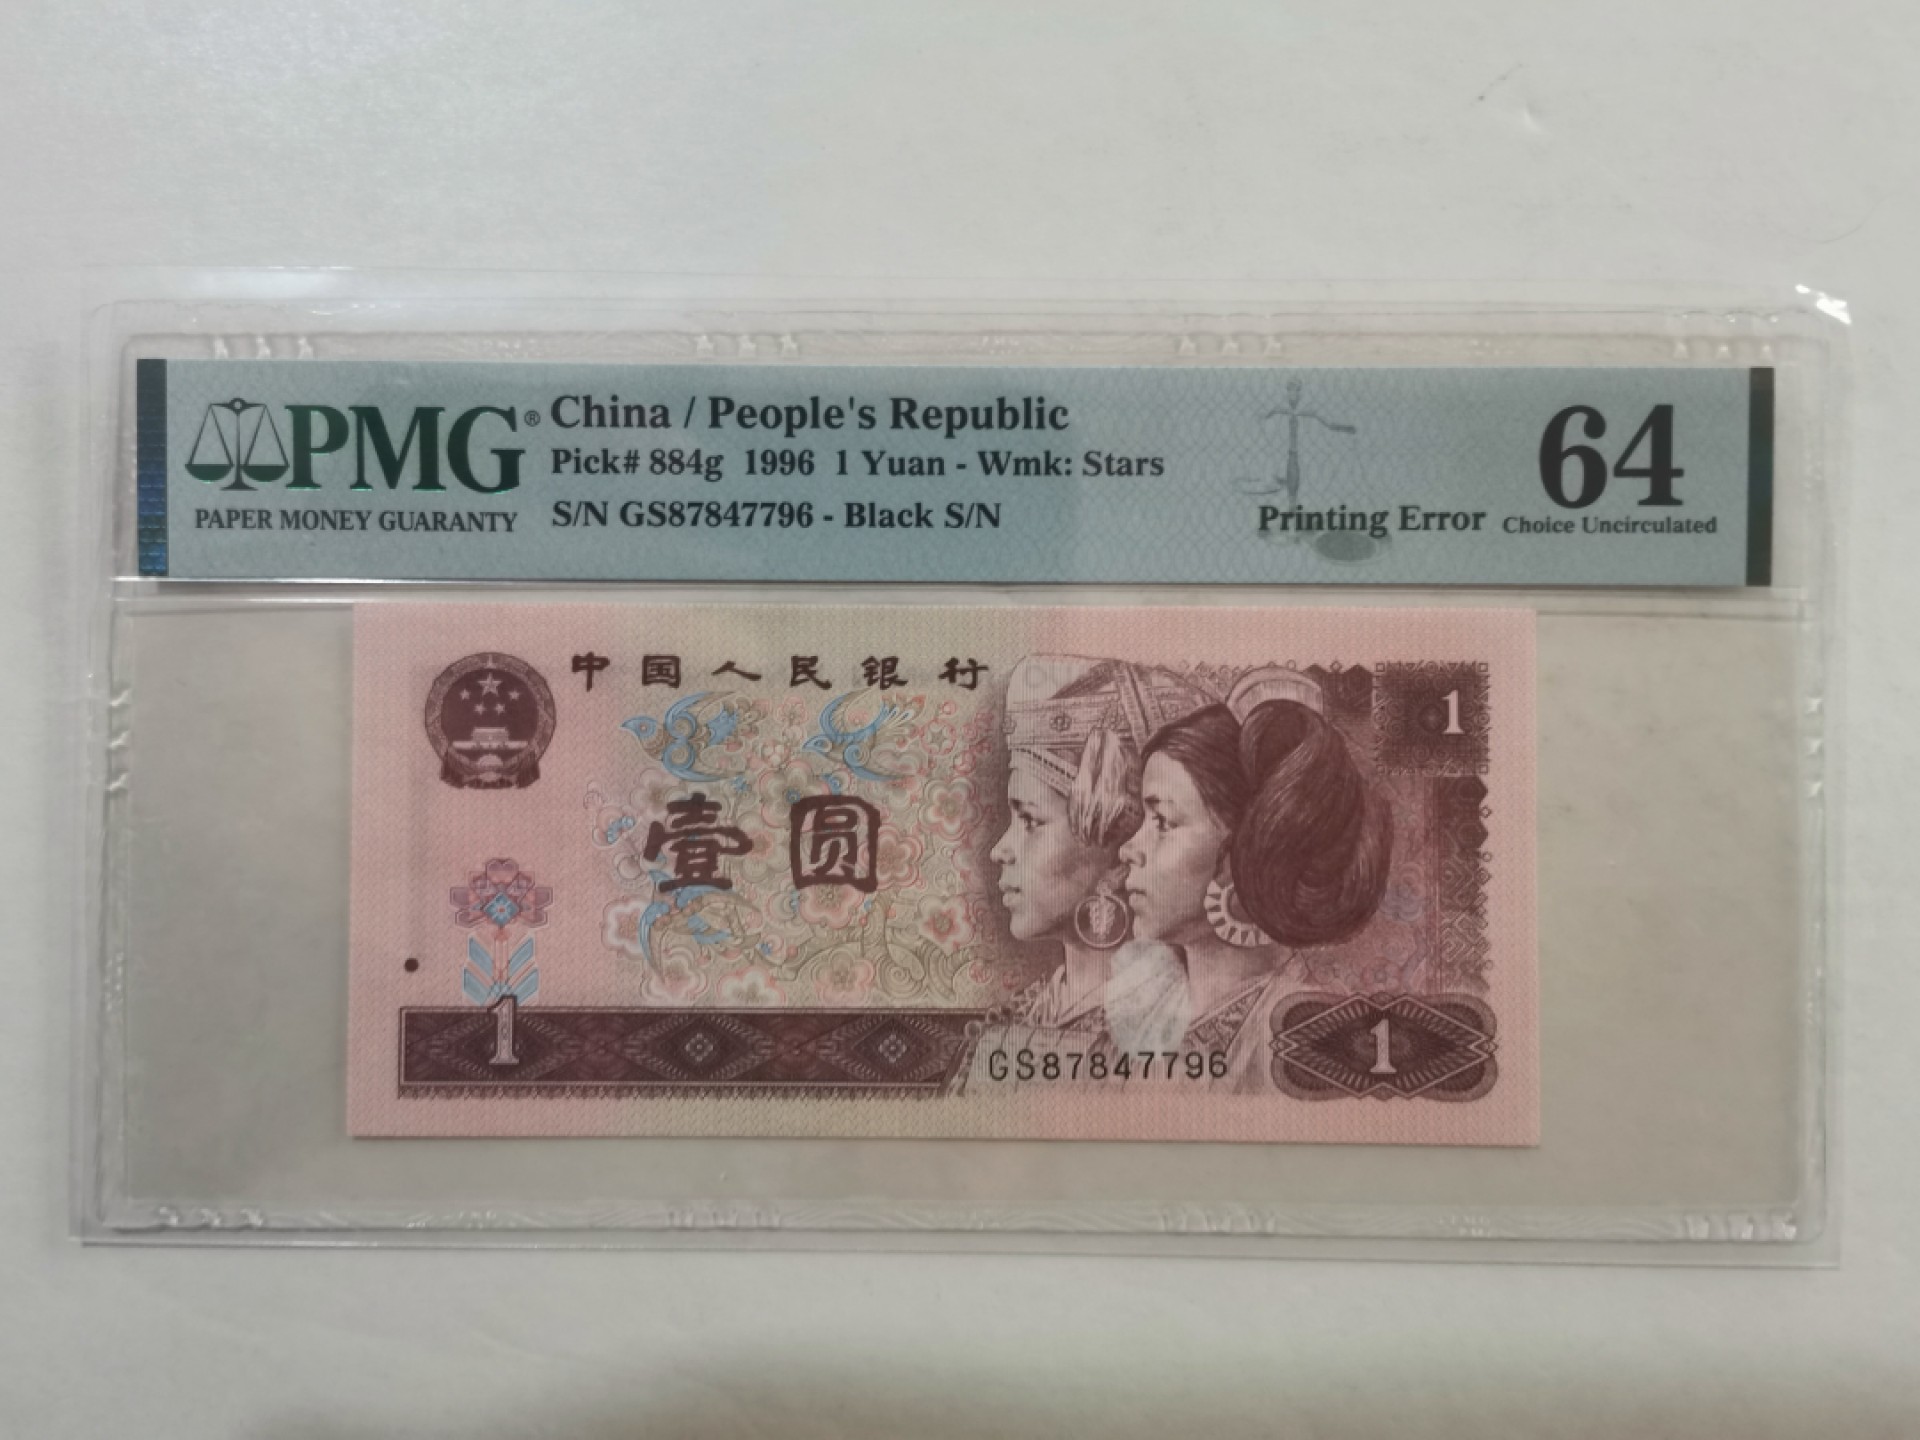 PMG® China / People's Republic
Pick# 884g 1996 1 Yuan - Wmk: Stars
PAPER MONEY GUARANTY S/N GS87847796 - Black S/N
Printing Error
64
Choice Uncirculated
中国人民银行
1
壹圆
1
GS87847796
1